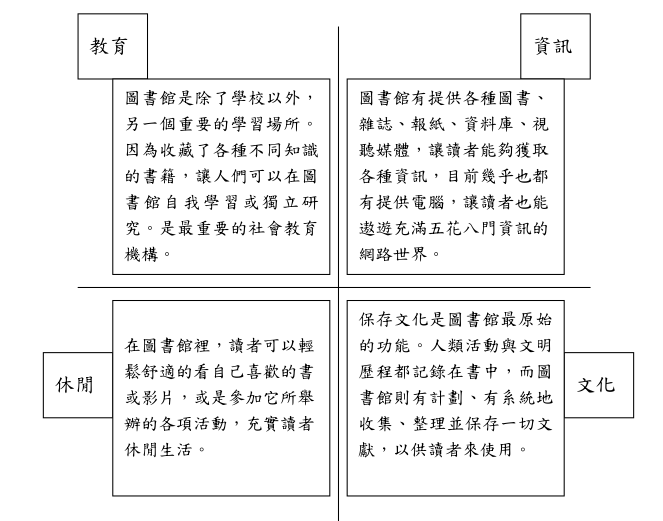 教育
圖書館是除了學校以外，
另一個重要的學習場所。
因為收藏了各種不同知識
的書籍，讓人們可以在圖
書館自我學習或獨立研
究。是最重要的社會教育
機構。
資訊
圖書館有提供各種圖書、
雜誌、報紙、資料庫、視
聽媒體，讓讀者能夠獲取
各種資訊，目前幾乎也都
有提供電腦，讓讀者也能
遨遊充滿五花八門資訊的
網路世界。
休閒
在圖書館裡，讀者可以輕
鬆舒適的看自己喜歡的書
或影片，或是參加它所舉
辦的各項活動，充實讀者
休閒生活。
保存文化是圖書館最原始
的功能。人類活動與文明
歷程都記錄在書中，而圖
書館則有計劃、有系統地
收集、整理並保存一切文
獻，以供讀者來使用。
文化